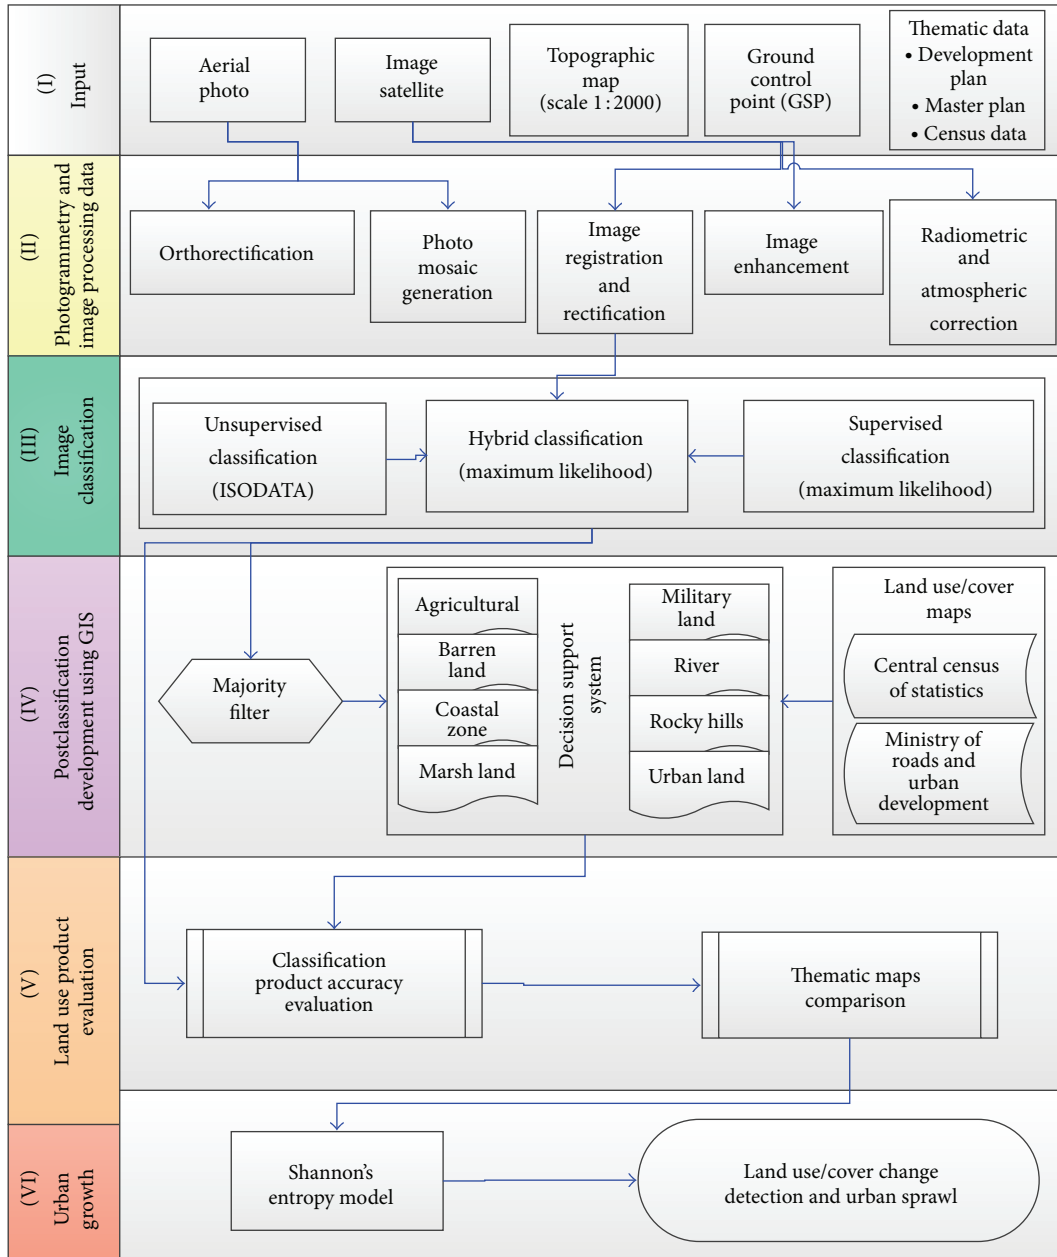 (I)
Input
Aerial
photo
Image
satellite
Topographic
map
(scale 1 : 2000)
Ground
control
point (GSP)
Thematic data
• Development
plan
• Master plan
• Census data
(II)
Photogrammetry and
image processing data
Orthorectification
Photo
mosaic
generation
Image
registration
and
rectification
Image
enhancement
Radiometric
and
atmospheric
correction
(III)
Image
classification
Unsupervised
classification
(ISODATA)
Hybrid classification
(maximum likelihood)
Supervised
classification
(maximum likelihood)
(IV)
Postclassification
development using GIS
Majority
filter
Agricultural
Barren
land
Coastal
zone
Marsh land
Decision support
system
Military
land
River
Rocky hills
Urban land
Land use/cover
maps
Central census
of statistics
Ministry of
roads and
urban
development
(V)
Land use product
evaluation
Classification
product accuracy
evaluation
Thematic maps
comparison
(VI)
Urban
growth
Shannon's
entropy model
Land use/cover change
detection and urban sprawl